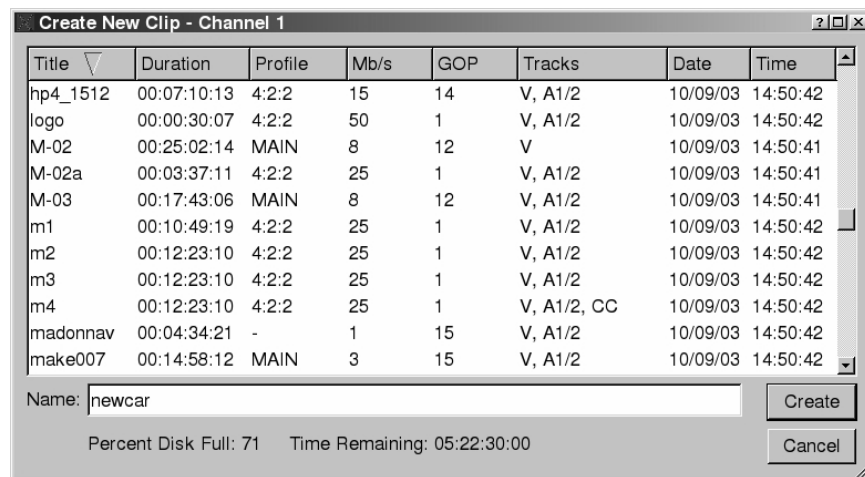 Create New Clip - Channel 1
Title Duration Profile Mb/s GOP Tracks Date Time
hp4_1512 00:07:10:13 4:2:2 15 14 V, A1/2 10/09/03 14:50:42
logo 00:00:30:07 4:2:2 50 1 V, A1/2 10/09/03 14:50:42
M-02 00:25:02:14 MAIN 8 12 V 10/09/03 14:50:41
M-02a 00:03:37:11 4:2:2 25 1 V, A1/2 10/09/03 14:50:41
M-03 00:17:43:06 MAIN 8 12 V, A1/2 10/09/03 14:50:41
m1 00:10:49:19 4:2:2 25 1 V, A1/2 10/09/03 14:50:42
m2 00:12:23:10 4:2:2 25 1 V, A1/2 10/09/03 14:50:42
m3 00:12:23:10 4:2:2 25 1 V, A1/2 10/09/03 14:50:42
m4 00:12:23:10 4:2:2 25 1 V, A1/2, CC 10/09/03 14:50:42
madonnav 00:04:34:21 - 1 15 V, A1/2 10/09/03 14:50:42
make007 00:14:58:12 MAIN 3 15 V, A1/2 10/09/03 14:50:42
Name: newcar Create
Percent Disk Full: 71 Time Remaining: 05:22:30:00 Cancel